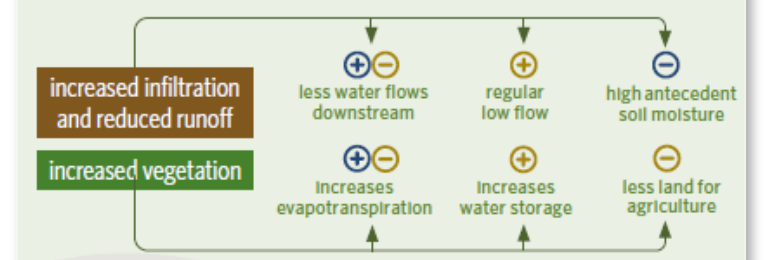 increased infiltration
and reduced runoff
less water flows
downstream
regular
low flow
high antecedent
soil moisture
increased vegetation
increases
evapotranspiration
increases
water storage
less land for
agriculture